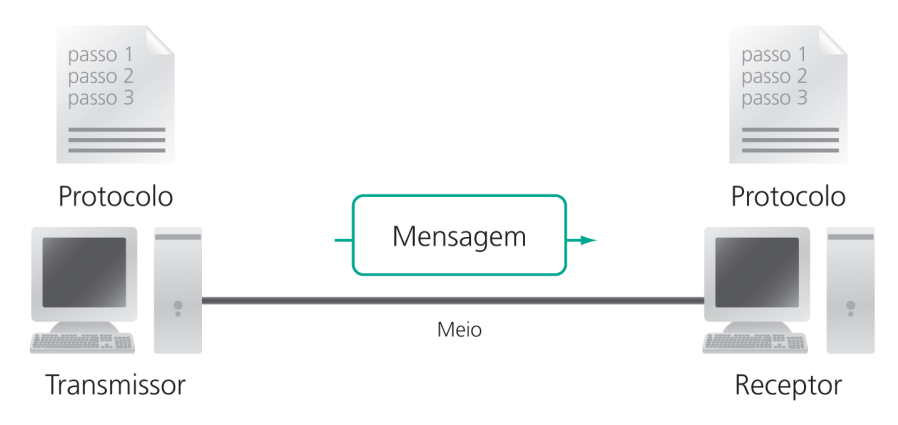 passo 1
passo 2
passo 3
Protocolo
passo 1
passo 2
passo 3
Protocolo
Mensagem
Meio
Transmissor
Receptor